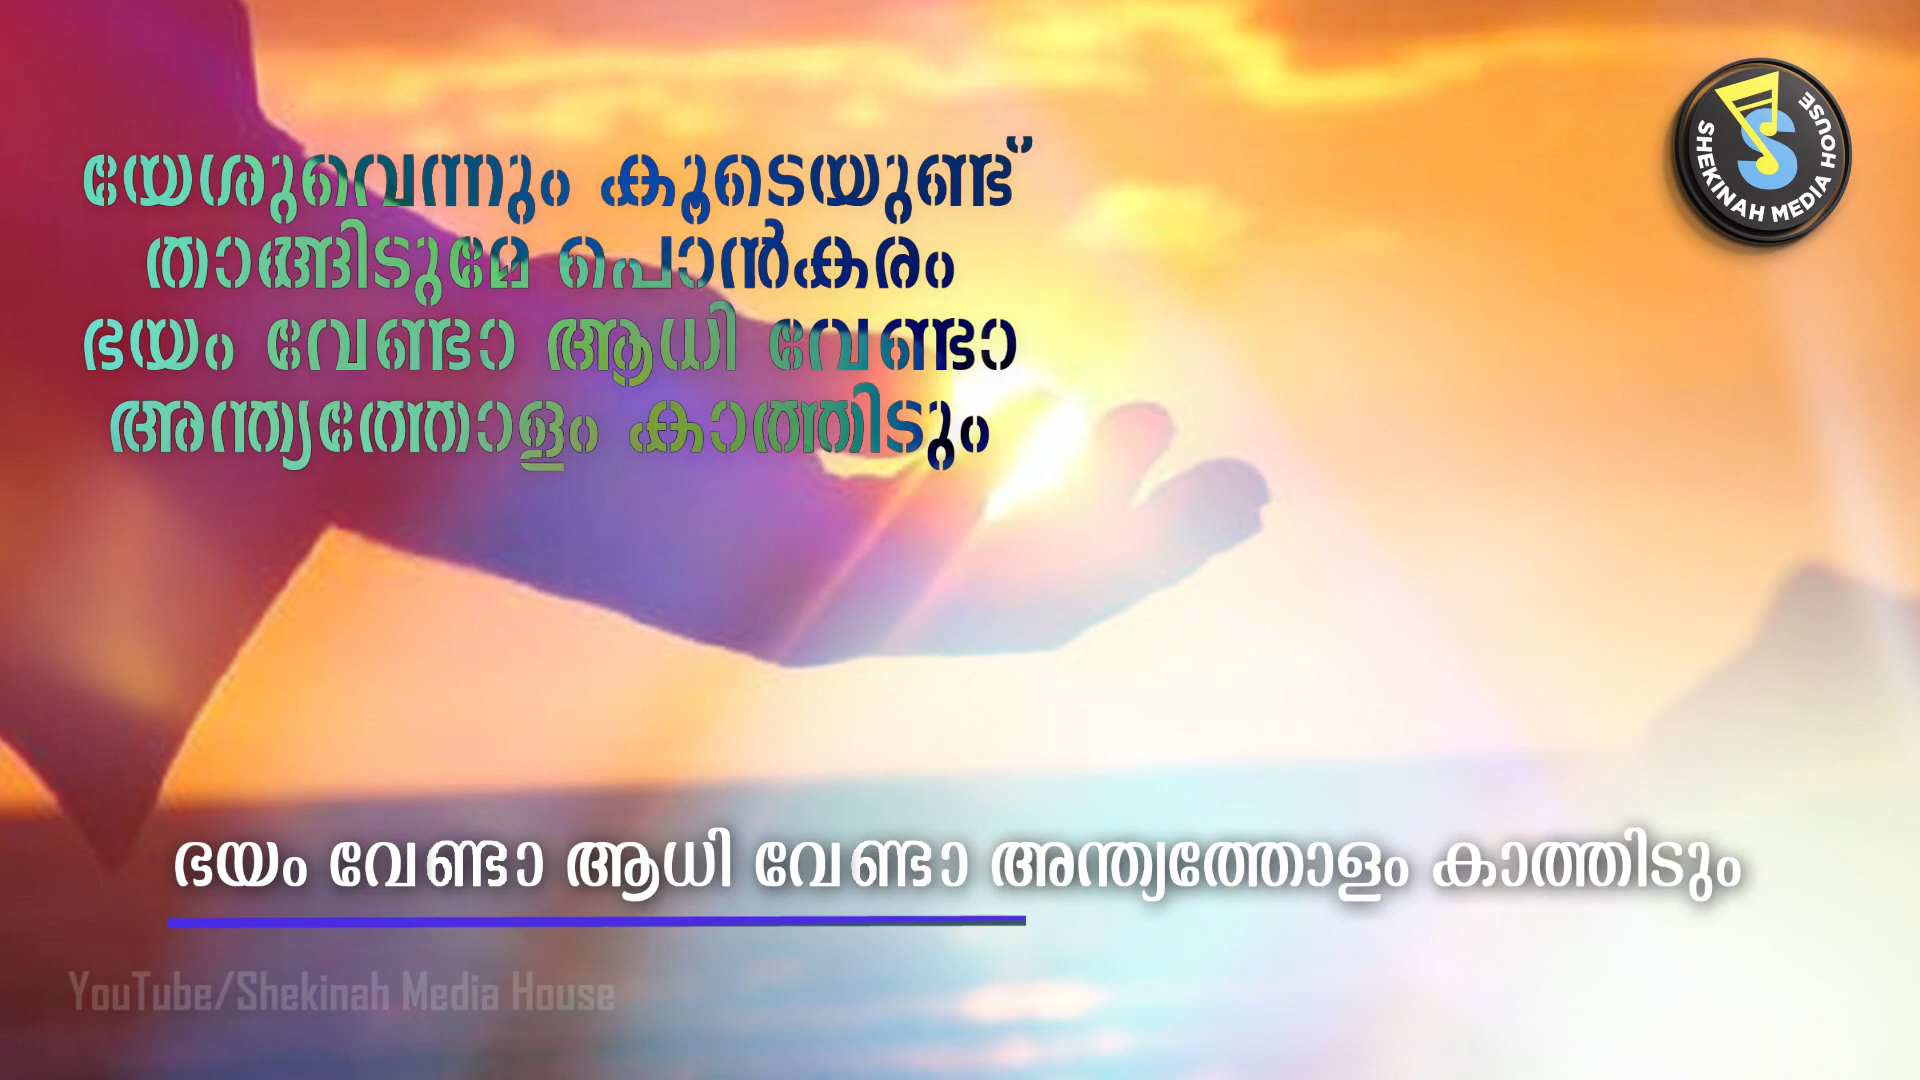 യേശുവെന്നും കൂടെയുണ്ട്
താങ്ങിടുമേ പൊൻകരം
ഭയം വേണ്ടാ ആധി വേണ്ടാ
അന്ത്യത്തോളം കാത്തിടും
SHEKINAH MEDIA HOUSE
ഭയം വേണ്ടാ ആധി വേണ്ടാ അന്ത്യത്തോളം കാത്തിടും
YouTube/Shekinah Media House